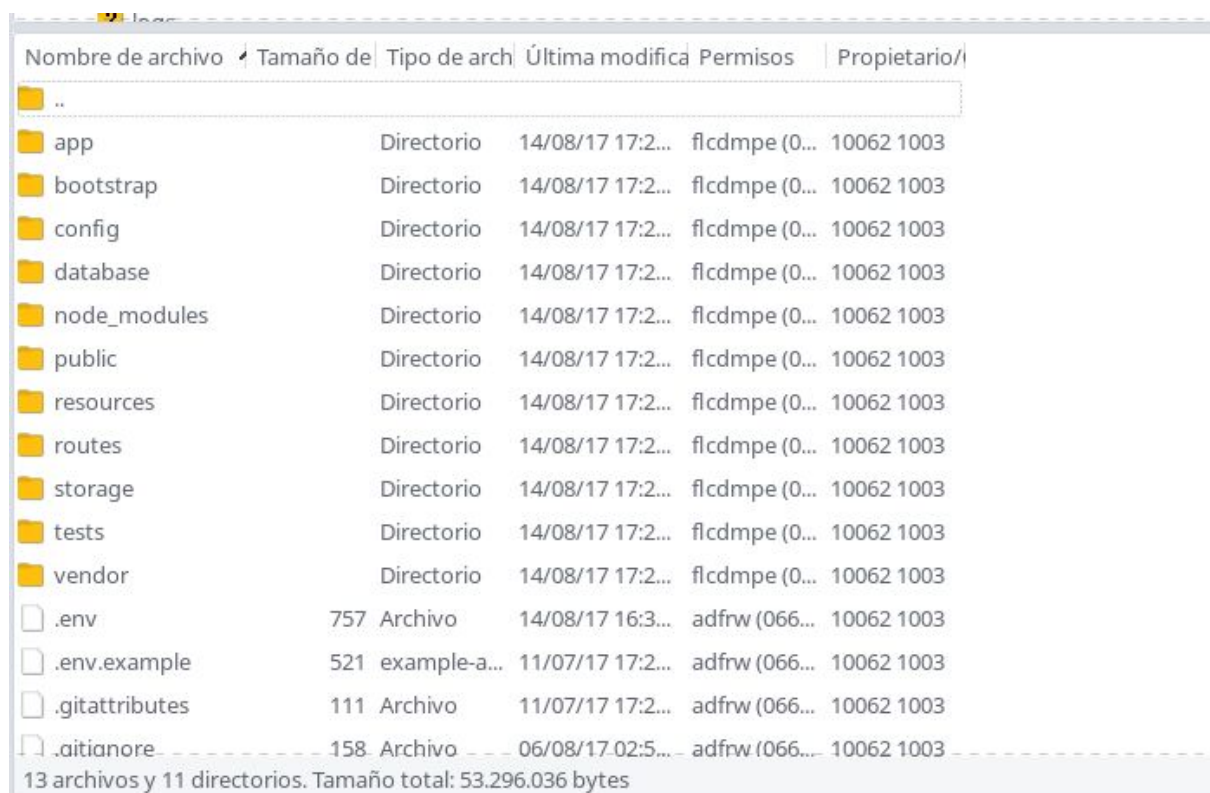 logs
Nombre de archivo Tamaño de Tipo de arch Última modifica Permisos Propietario/
..
app Directorio 14/08/17 17:2... flcdmpe (0... 10062 1003
bootstrap Directorio 14/08/17 17:2... flcdmpe (0... 10062 1003
config Directorio 14/08/17 17:2... flcdmpe (0... 10062 1003
database Directorio 14/08/17 17:2... flcdmpe (0... 10062 1003
node_modules Directorio 14/08/17 17:2... flcdmpe (0... 10062 1003
public Directorio 14/08/17 17:2... flcdmpe (0... 10062 1003
resources Directorio 14/08/17 17:2... flcdmpe (0... 10062 1003
routes Directorio 14/08/17 17:2... flcdmpe (0... 10062 1003
storage Directorio 14/08/17 17:2... flcdmpe (0... 10062 1003
tests Directorio 14/08/17 17:2... flcdmpe (0... 10062 1003
vendor Directorio 14/08/17 17:2... flcdmpe (0... 10062 1003
.env 757 Archivo 14/08/17 16:3... adfrw (066... 10062 1003
.env.example 521 example-a... 11/07/17 17:2... adfrw (066... 10062 1003
.gitattributes 111 Archivo 11/07/17 17:2... adfrw (066... 10062 1003
.gitignore 158 Archivo 06/08/17 02:5... adfrw (066... 10062 1003
13 archivos y 11 directorios. Tamaño total: 53.296.036 bytes